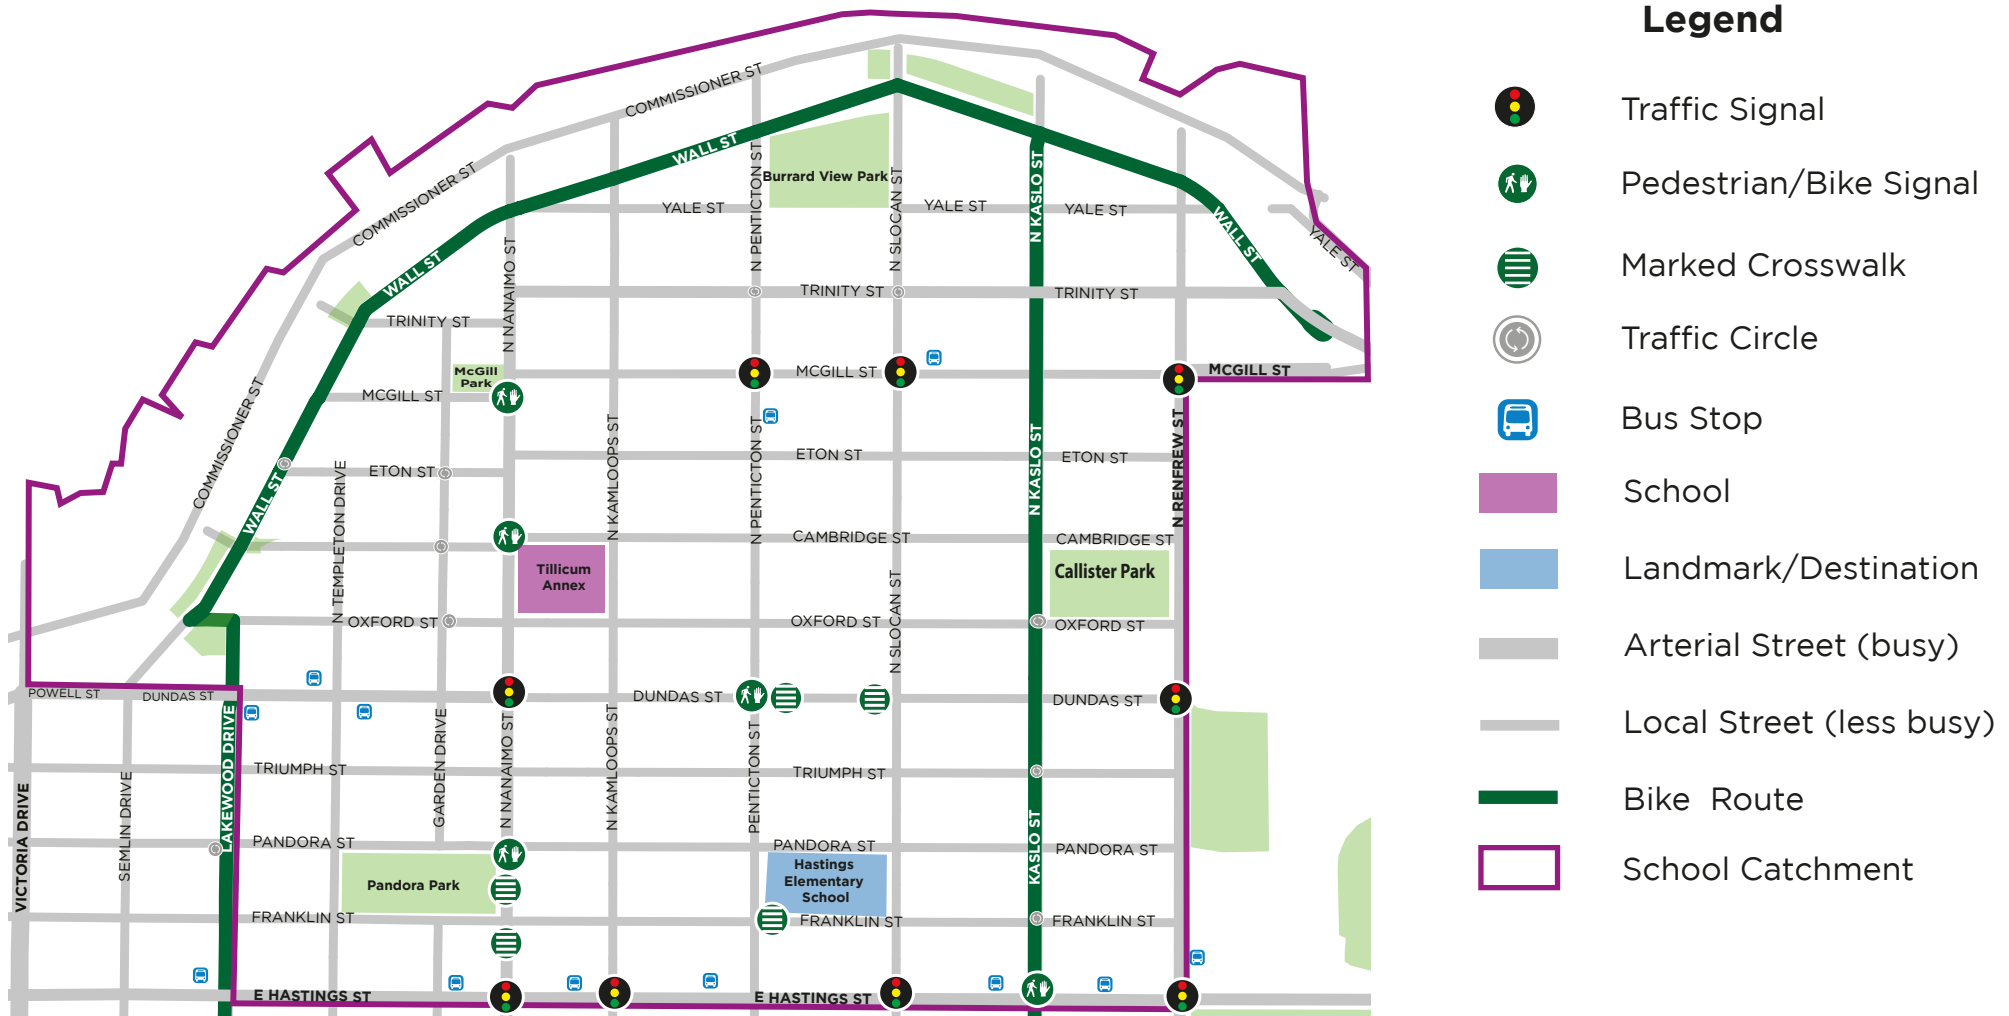 Legend
Traffic Signal
Pedestrian/Bike Signal
Marked Crosswalk
Traffic Circle
Bus Stop
School
Landmark/Destination
Arterial Street (busy)
Local Street (less busy)
Bike Route
School Catchment
COMMISSIONER ST
COMMISSIONER ST
COMMISSIONER ST
WALL ST
WALL ST
WALL ST
WALL ST
Burrard View Park
YALE ST
YALE ST
YALE ST
YALE ST
N NANAIMO ST
N PENTICTON ST
N SLOCAN ST
N KASLO ST
TRINITY ST
TRINITY ST
TRINITY ST
McGill
Park
MCGILL ST
MCGILL ST
MCGILL ST
N KAMLOOPS ST
N PENTICTON ST
N KASLO ST
N RENFREW ST
ETON ST
ETON ST
ETON ST
N TEMPLETON DRIVE
CAMBRIDGE ST
CAMBRIDGE ST
Tillicum
Annex
Callister Park
N SLOCAN ST
OXFORD ST
OXFORD ST
OXFORD ST
POWELL ST
DUNDAS ST
DUNDAS ST
DUNDAS ST
LAKEWOOD DRIVE
GARDEN DRIVE
N NANAIMO ST
N KAMLOOPS ST
PENTICTON ST
KASLO ST
TRIUMPH ST
TRIUMPH ST
VICTORIA DRIVE
SEMLIN DRIVE
PANDORA ST
PANDORA ST
PANDORA ST
Pandora Park
Hastings
Elementary
School
FRANKLIN ST
FRANKLIN ST
FRANKLIN ST
E HASTINGS ST
E HASTINGS ST